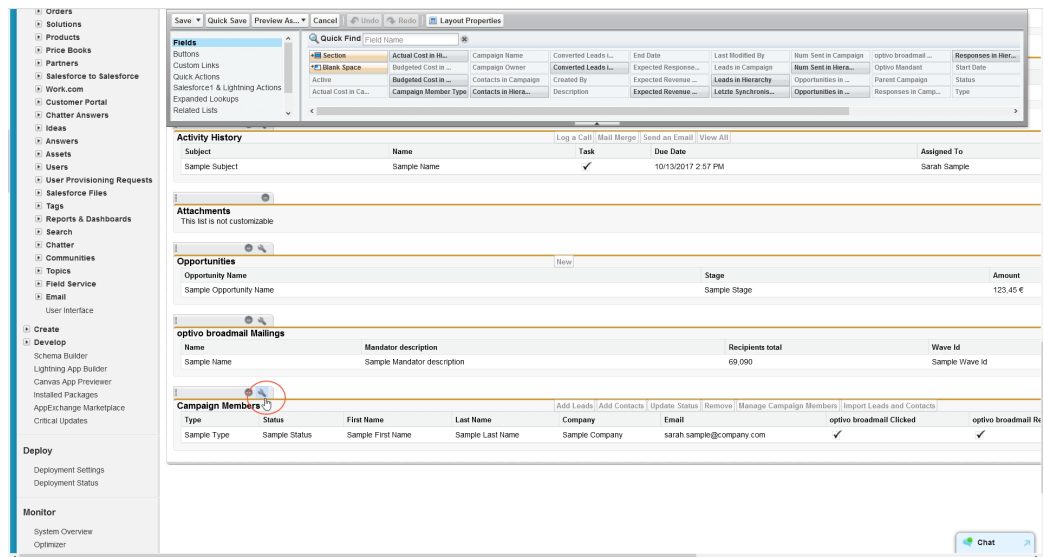 Orders
Solutions
Products
Price Books
Partners
Salesforce to Salesforce
Work.com
Customer Portal
Chatter Answers
Ideas
Answers
Assets
Users
User Provisioning Requests
Salesforce Files
Tags
Reports & Dashboards
Search
Chatter
Communities
Topics
Field Service
Email
User Interface
Create
Develop
Schema Builder
Lightning App Builder
Canvas App Previewer
Installed Packages
AppExchange Marketplace
Critical Updates
Deploy
Deployment Settings
Deployment Status
Monitor
System Overview
Optimizer
Save Quick Save Preview As... Cancel Undo Redo Layout Properties
Fields
Buttons
Custom Links
Quick Actions
Salesforce1 & Lightning Actions
Expanded Lookups
Related Lists
Quick Find Field Name
Section Actual Cost in Hi... Campaign Name Converted Leads i... End Date Last Modified By Num Sent in Campaign optivo broadmail ... Responses in Hier...
Blank Space Budgeted Cost in ... Campaign Owner Converted Leads i... Expected Response... Leads in Campaign Num Sent in Hiera... Optivo Mandant Start Date
Active Budgeted Cost in ... Contacts in Campaign Created By Expected Revenue ... Leads in Hierarchy Opportunities in ... Parent Campaign Status
Actual Cost in Ca... Campaign Member Type Contacts in Hiera... Description Expected Revenue ... Letzte Synchronis... Opportunities in ... Responses in Camp... Type
Activity History Log a Call Mail Merge Send an Email View All
Subject Name Task Due Date Assigned To
Sample Subject Sample Name 10/13/2017 2:57 PM Sarah Sample
Attachments
This list is not customizable
Opportunities New
Opportunity Name Stage Amount
Sample Opportunity Name Sample Stage 123,45 €
optivo broadmail Mailings
Name Mandator description Recipients total Wave Id
Sample Name Sample Mandator description 69,090 Sample Wave Id
Campaign Members Add Leads Add Contacts Update Status Remove Manage Campaign Members Import Leads and Contacts
Type Status First Name Last Name Company Email optivo broadmail Clicked optivo broadmail Re
Sample Type Sample Status Sample First Name Sample Last Name Sample Company sarah.sample@company.com
Chat